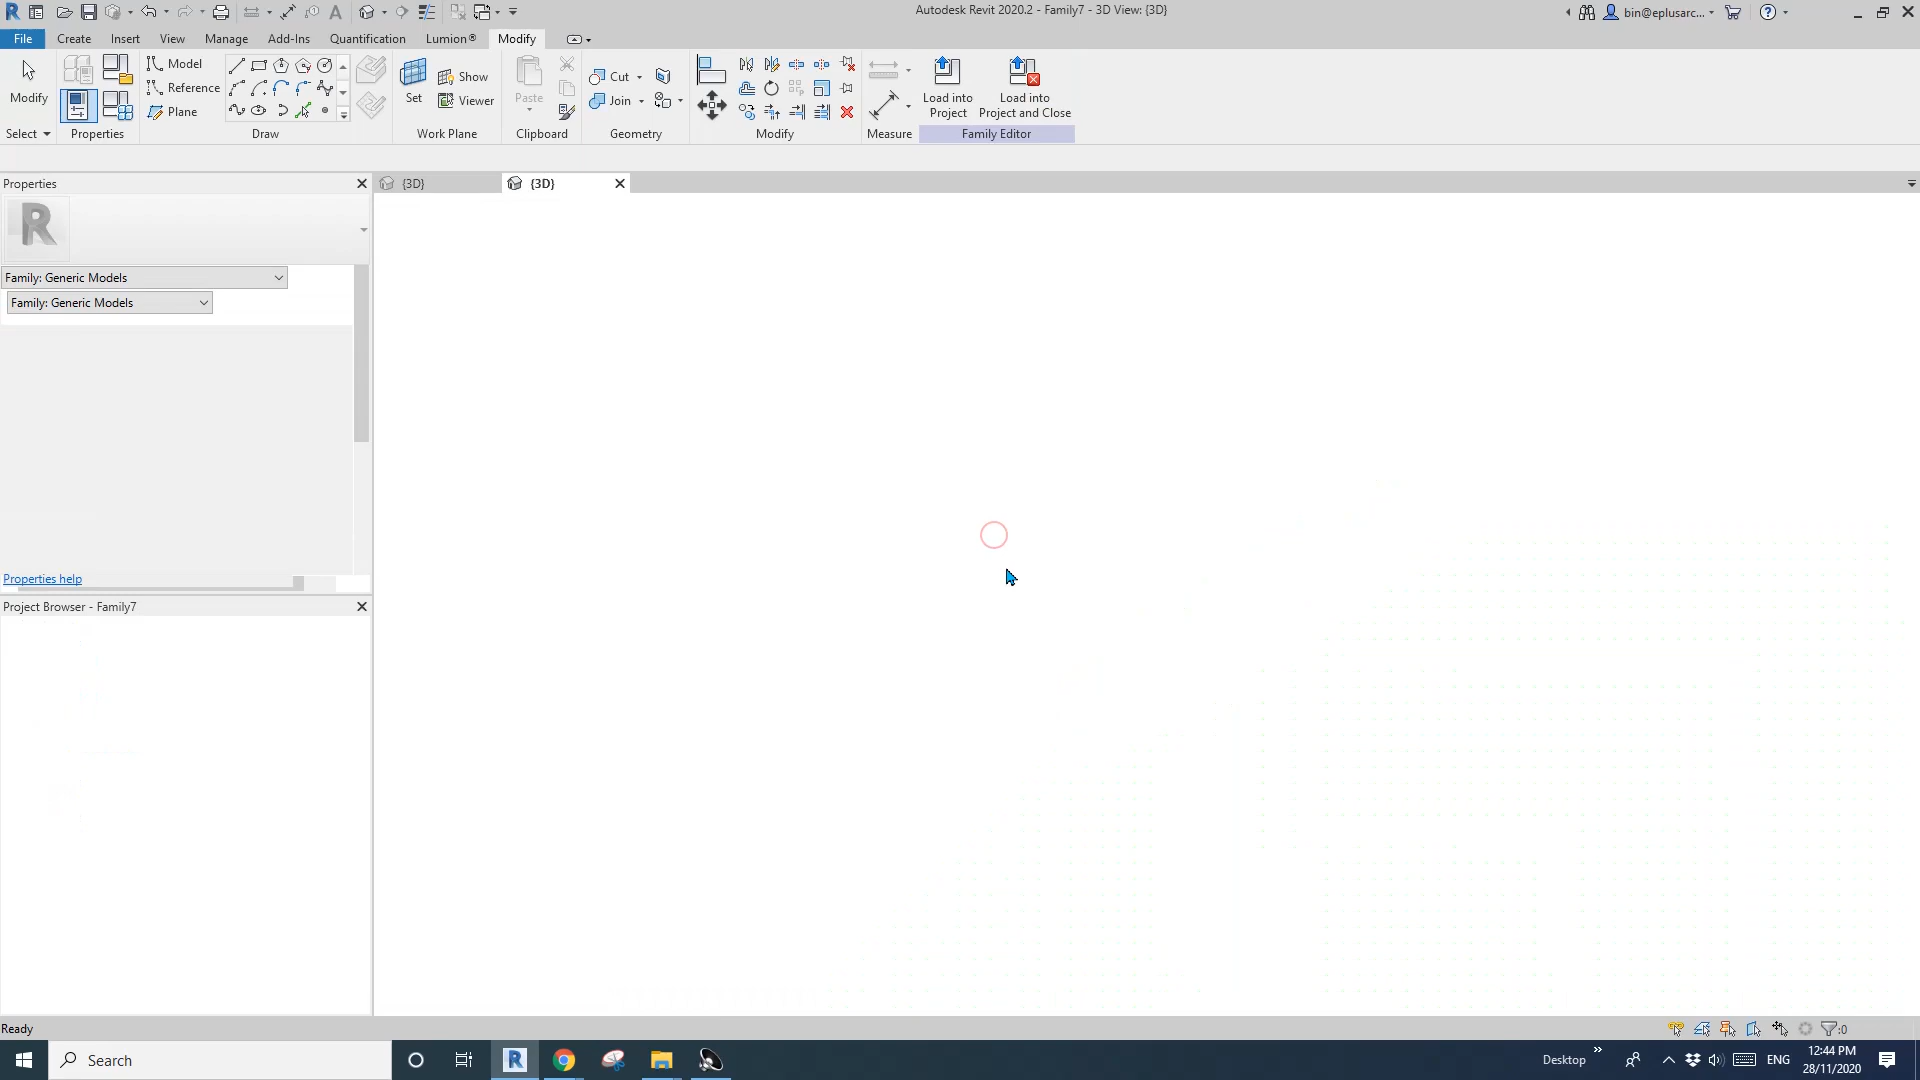 Autodesk Revit 2020.2 - Family7 - 3D View: {3D}
bin@eplusarc...
File Create Insert View Manage Add-Ins Quantification Lumion® Modify
Modify
Model
Reference
Plane
Set
Show
Viewer
Paste
Cut
Join
Load into
Project
Load into
Project and Close
Select Properties Draw Work Plane Clipboard Geometry Modify Measure Family Editor
Properties
{3D}
{3D}
Family: Generic Models
Family: Generic Models
Properties help
Project Browser - Family7
Ready
:0
Search
Desktop
ENG
12:44 PM
28/11/2020